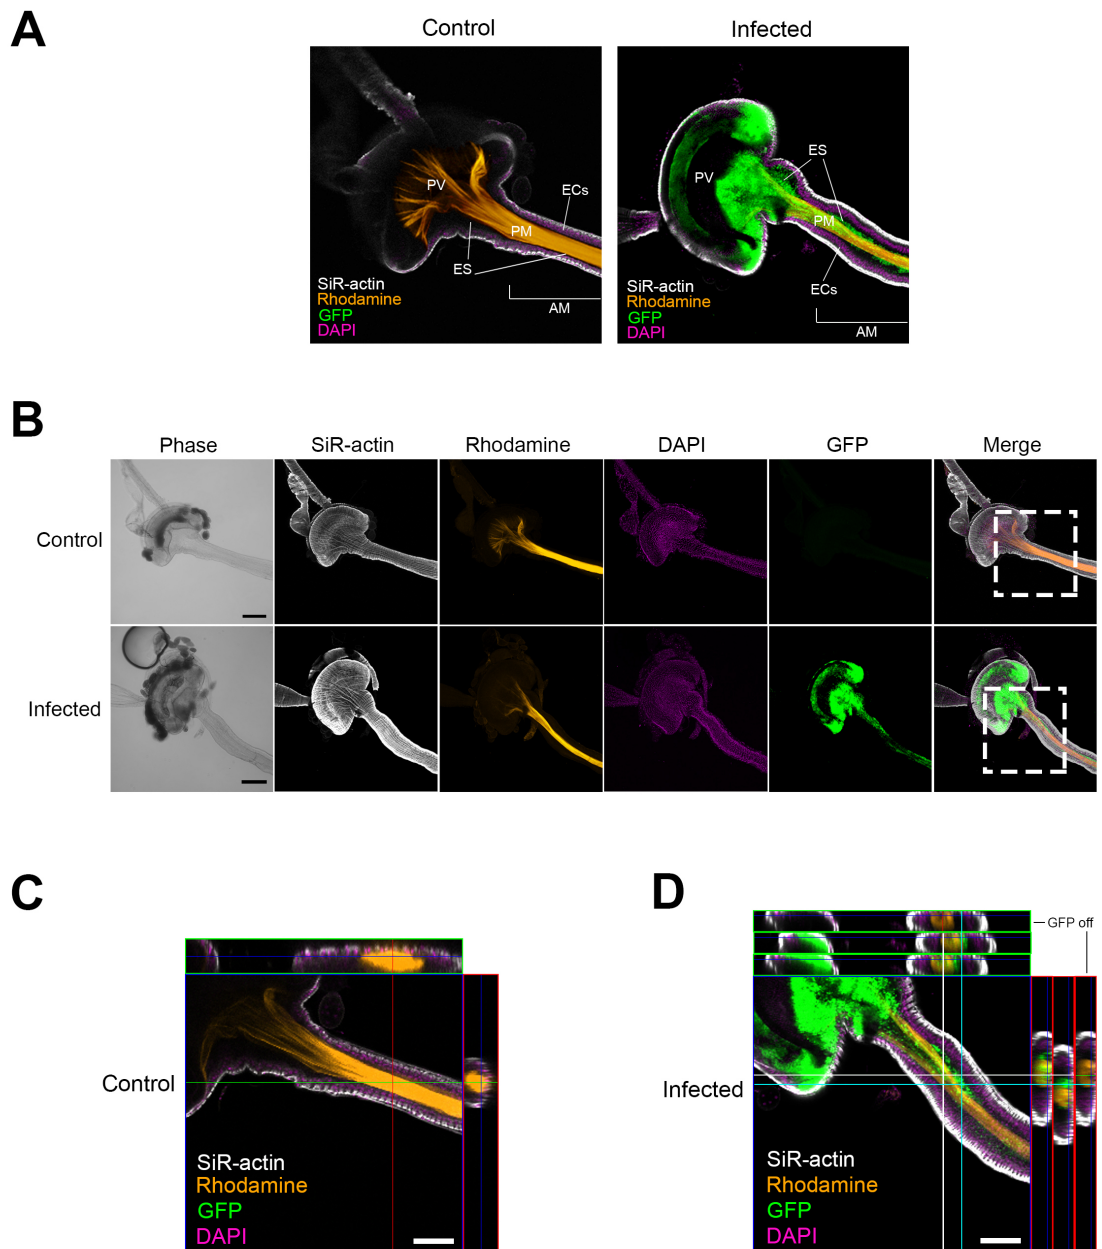 A
Control
Infected
PV
ECs
PM
ES
SiR-actin
Rhodamine
GFP
DAPI
AM
ES
PV
PM
ECs
SiR-actin
Rhodamine
GFP
DAPI
AM
B
Phase
SiR-actin
Rhodamine
DAPI
GFP
Merge
Control
Infected
C
Control
SiR-actin
Rhodamine
GFP
DAPI
D
GFP off
Infected
SiR-actin
Rhodamine
GFP
DAPI